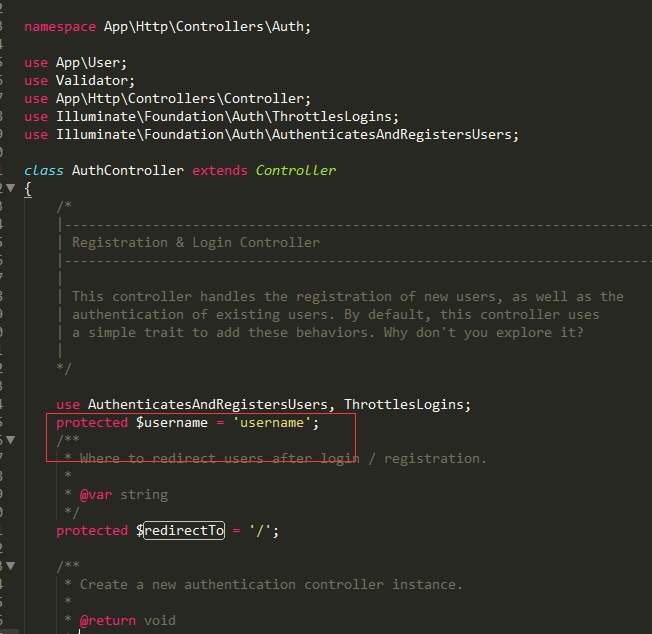 namespace App\Http\Controllers\Auth;
use App\User;
use Validator;
use App\Http\Controllers\Controller;
use Illuminate\Foundation\Auth\ThrottlesLogins;
use Illuminate\Foundation\Auth\AuthenticatesAndRegistersUsers;
class AuthController extends Controller
{
/*
|--------------------------------------------------------------------------
| Registration & Login Controller
|--------------------------------------------------------------------------
|
| This controller handles the registration of new users, as well as the
| authentication of existing users. By default, this controller uses
| a simple trait to add these behaviors. Why don't you explore it?
|
*/
use AuthenticatesAndRegistersUsers, ThrottlesLogins;
protected $username = 'username';
/**
* Where to redirect users after login / registration.
*
* @var string
*/
protected $redirectTo = '/';
/**
* Create a new authentication controller instance.
*
* @return void